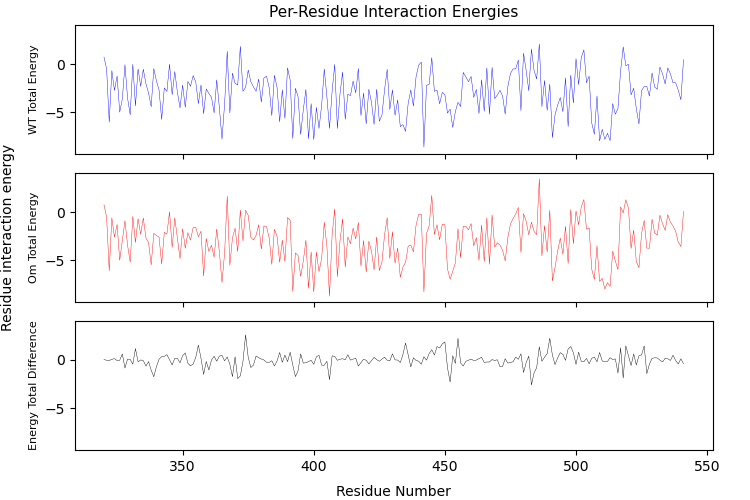 Per-Residue Interaction Energies
Residue interaction energy
WT Total Energy
0
−5
Om Total Energy
0
−5
Energy Total Difference
0
−5
350
400
450
500
550
Residue Number